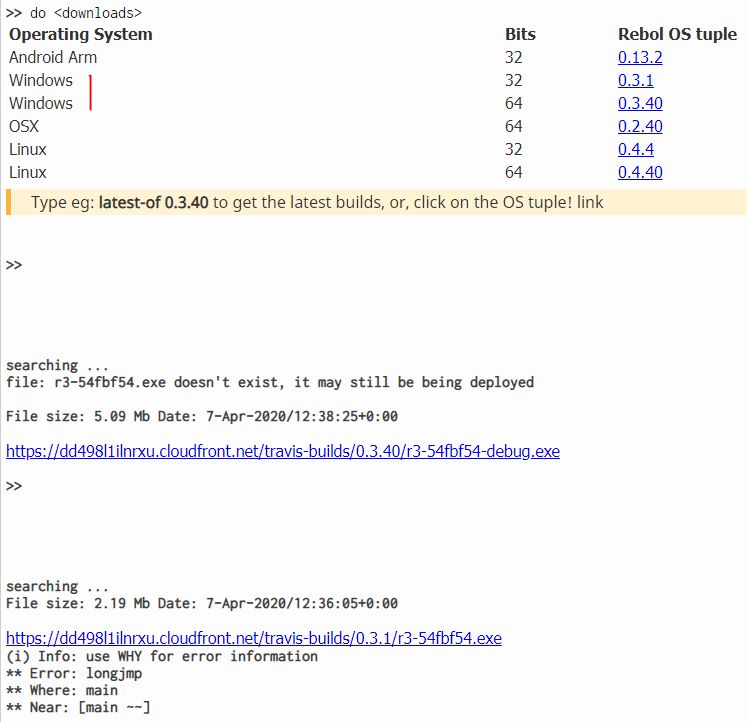 >> do <downloads>
Operating System Bits Rebol OS tuple
Android Arm 32 0.13.2
Windows 32 0.3.1
Windows 64 0.3.40
OSX 64 0.2.40
Linux 32 0.4.4
Linux 64 0.4.40
Type eg: latest-of 0.3.40 to get the latest builds, or, click on the OS tuple! link
>>
searching ...
file: r3-54fbf54.exe doesn't exist, it may still be being deployed
File size: 5.09 Mb Date: 7-Apr-2020/12:38:25+0:00
https://dd498l1ilnrxu.cloudfront.net/travis-builds/0.3.40/r3-54fbf54-debug.exe
>>
searching ...
File size: 2.19 Mb Date: 7-Apr-2020/12:36:05+0:00
https://dd498l1ilnrxu.cloudfront.net/travis-builds/0.3.1/r3-54fbf54.exe
(i) Info: use WHY for error information
** Error: longjmp
** Where: main
** Near: [main ~~]